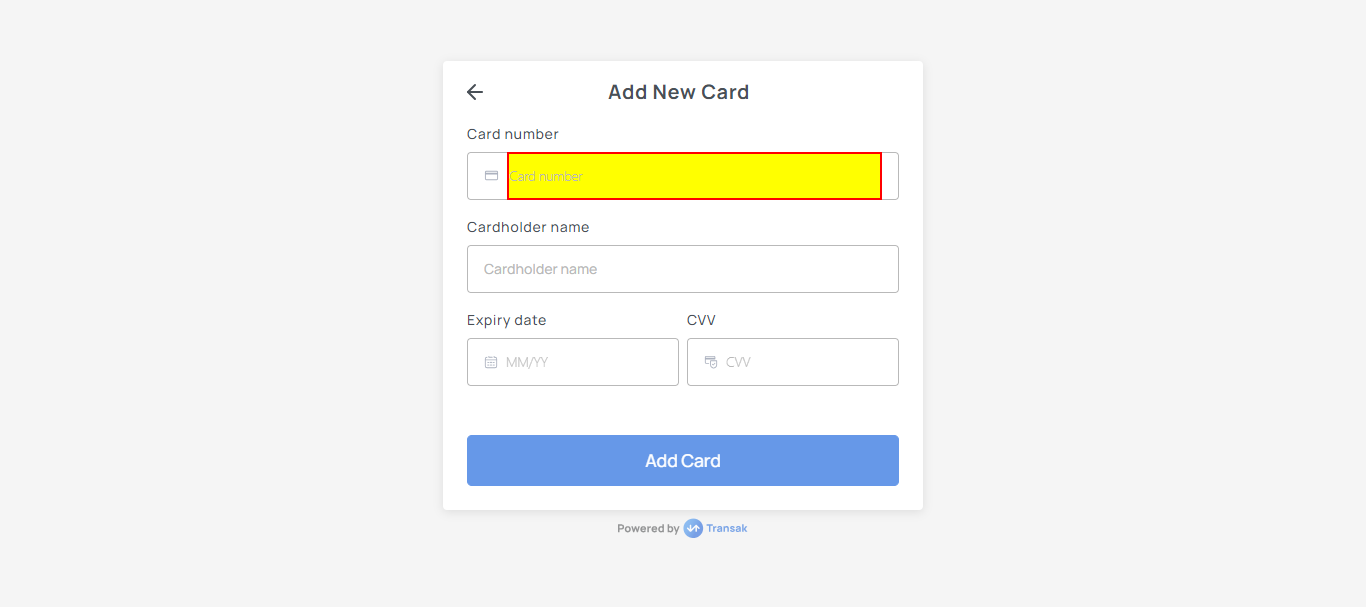 Add New Card
Card number
Card number
Cardholder name
Cardholder name
Expiry date CVV
MM/YY CVV
Add Card
Powered by Transak